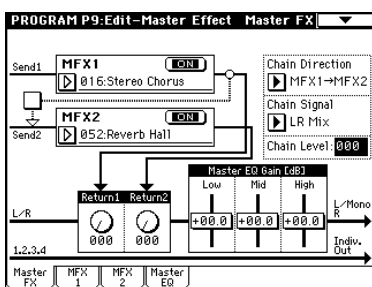 PROGRAM P9:Edit-Master Effect Master FX
Send1
MFX1 ON
016:Stereo Chorus
Send2
MFX2 ON
052:Reverb Hall
Chain Direction
MFX1→MFX2
Chain Signal
LR Mix
Chain Level: 000
Return1 Return2
000 000
Master EQ Gain [dB]
Low Mid High
+00.0 +00.0 +00.0
L/R
L/Mono
R
1.2.3.4
Indiv.
Out
Master FX
MFX 1
MFX 2
Master EQ